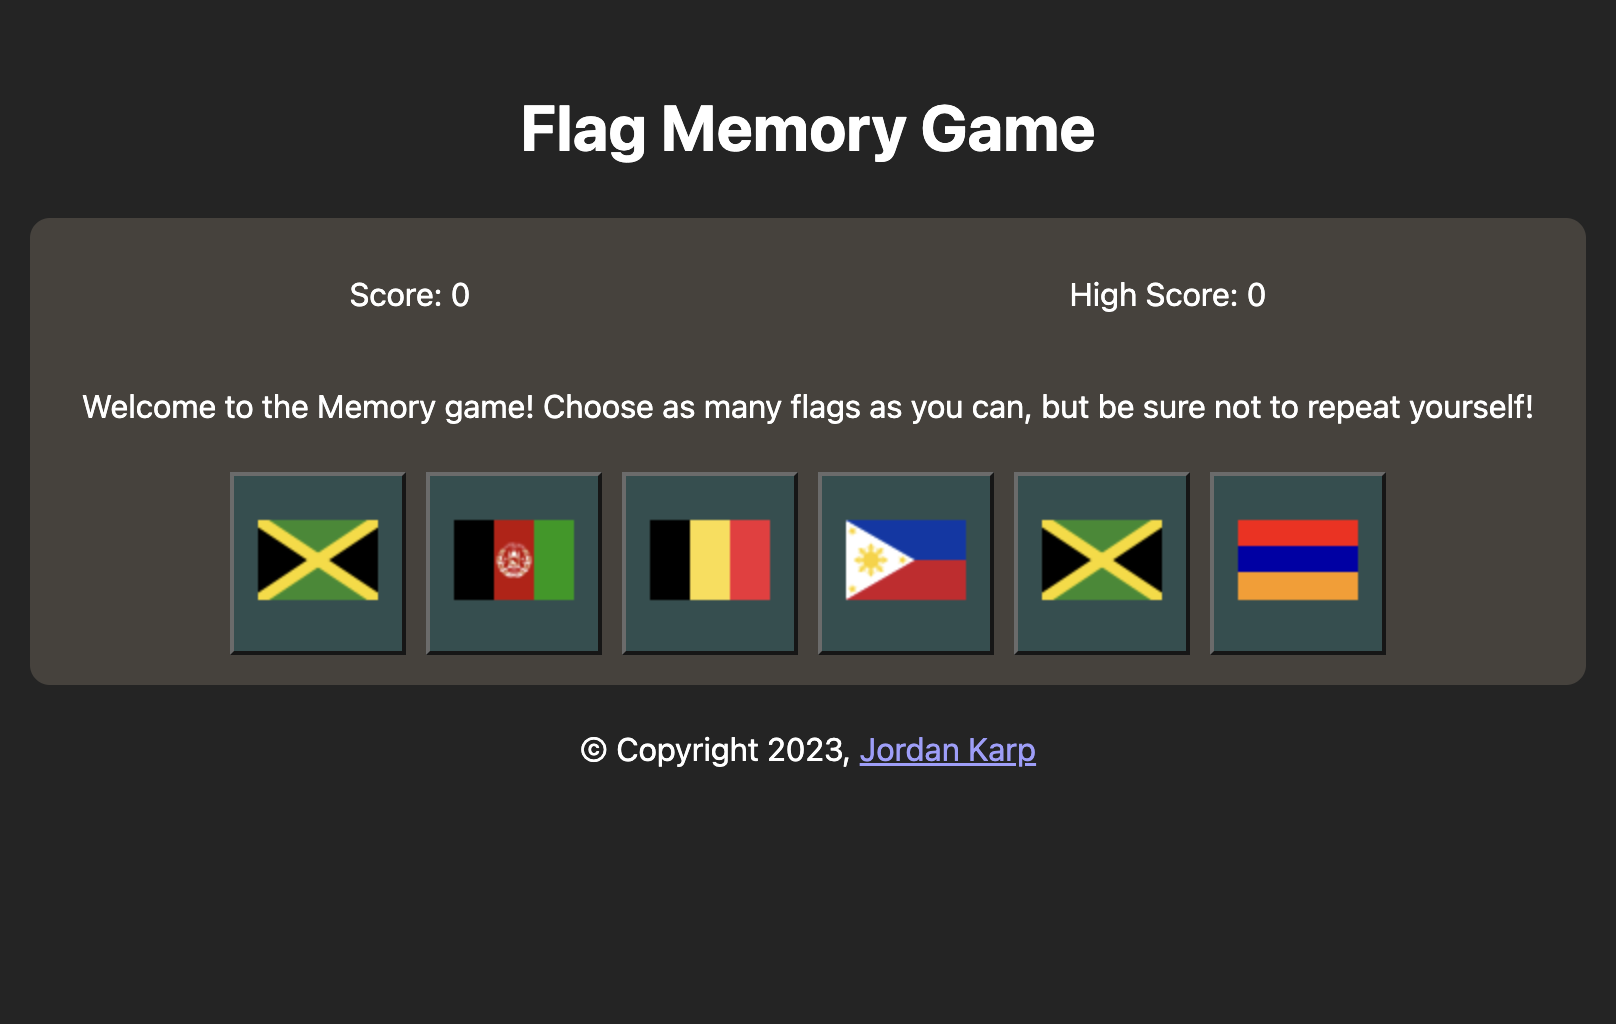 Flag Memory Game
Score: 0
High Score: 0
Welcome to the Memory game! Choose as many flags as you can, but be sure not to repeat yourself!
© Copyright 2023, Jordan Karp